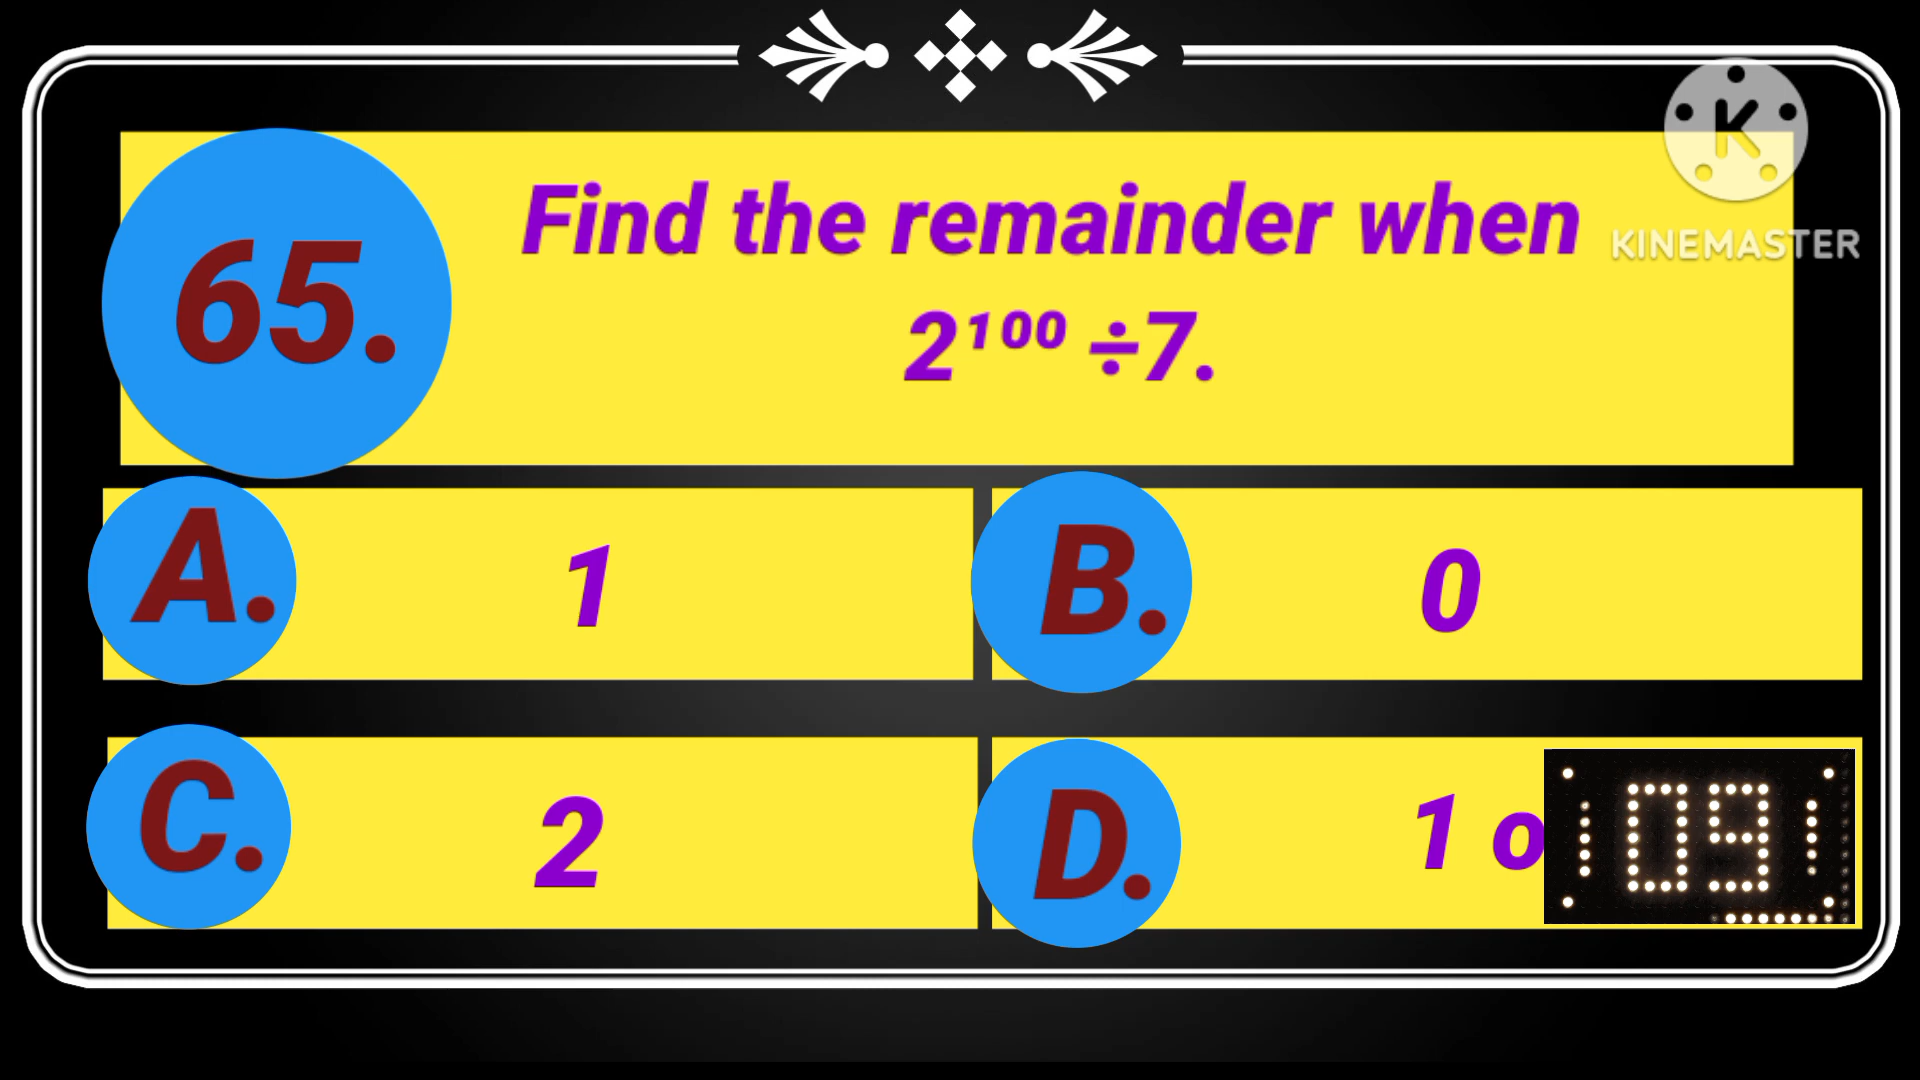 65.
Find the remainder when
2¹⁰⁰ ÷7.
KINEMASTER
A.
1
B.
0
C.
2
D.
1 o
09